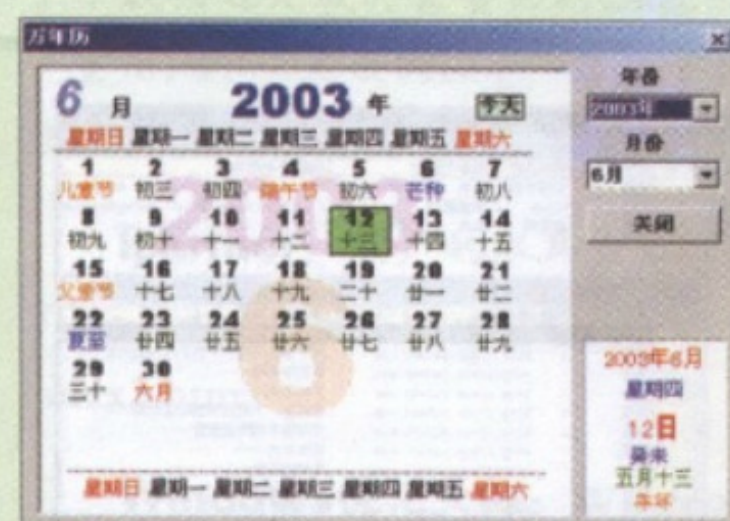 万年历
6 月 2003 年 今天
星期日 星期一 星期二 星期三 星期四 星期五 星期六
1 2 3 4 5 6 7
儿童节 初三 初四 端午节 初六 芒种 初八
8 9 10 11 12 13 14
初九 初十 十一 十二 十三 十四 十五
15 16 17 18 19 20 21
父亲节 十七 十八 十九 二十 廿一 廿二
22 23 24 25 26 27 28
夏至 廿四 廿五 廿六 廿七 廿八 廿九
29 30
三十 六月
2003
6
星期日 星期一 星期二 星期三 星期四 星期五 星期六
年份
2003年
月份
6月
关闭
2003年6月
星期四
12日
癸未
五月十三
羊年